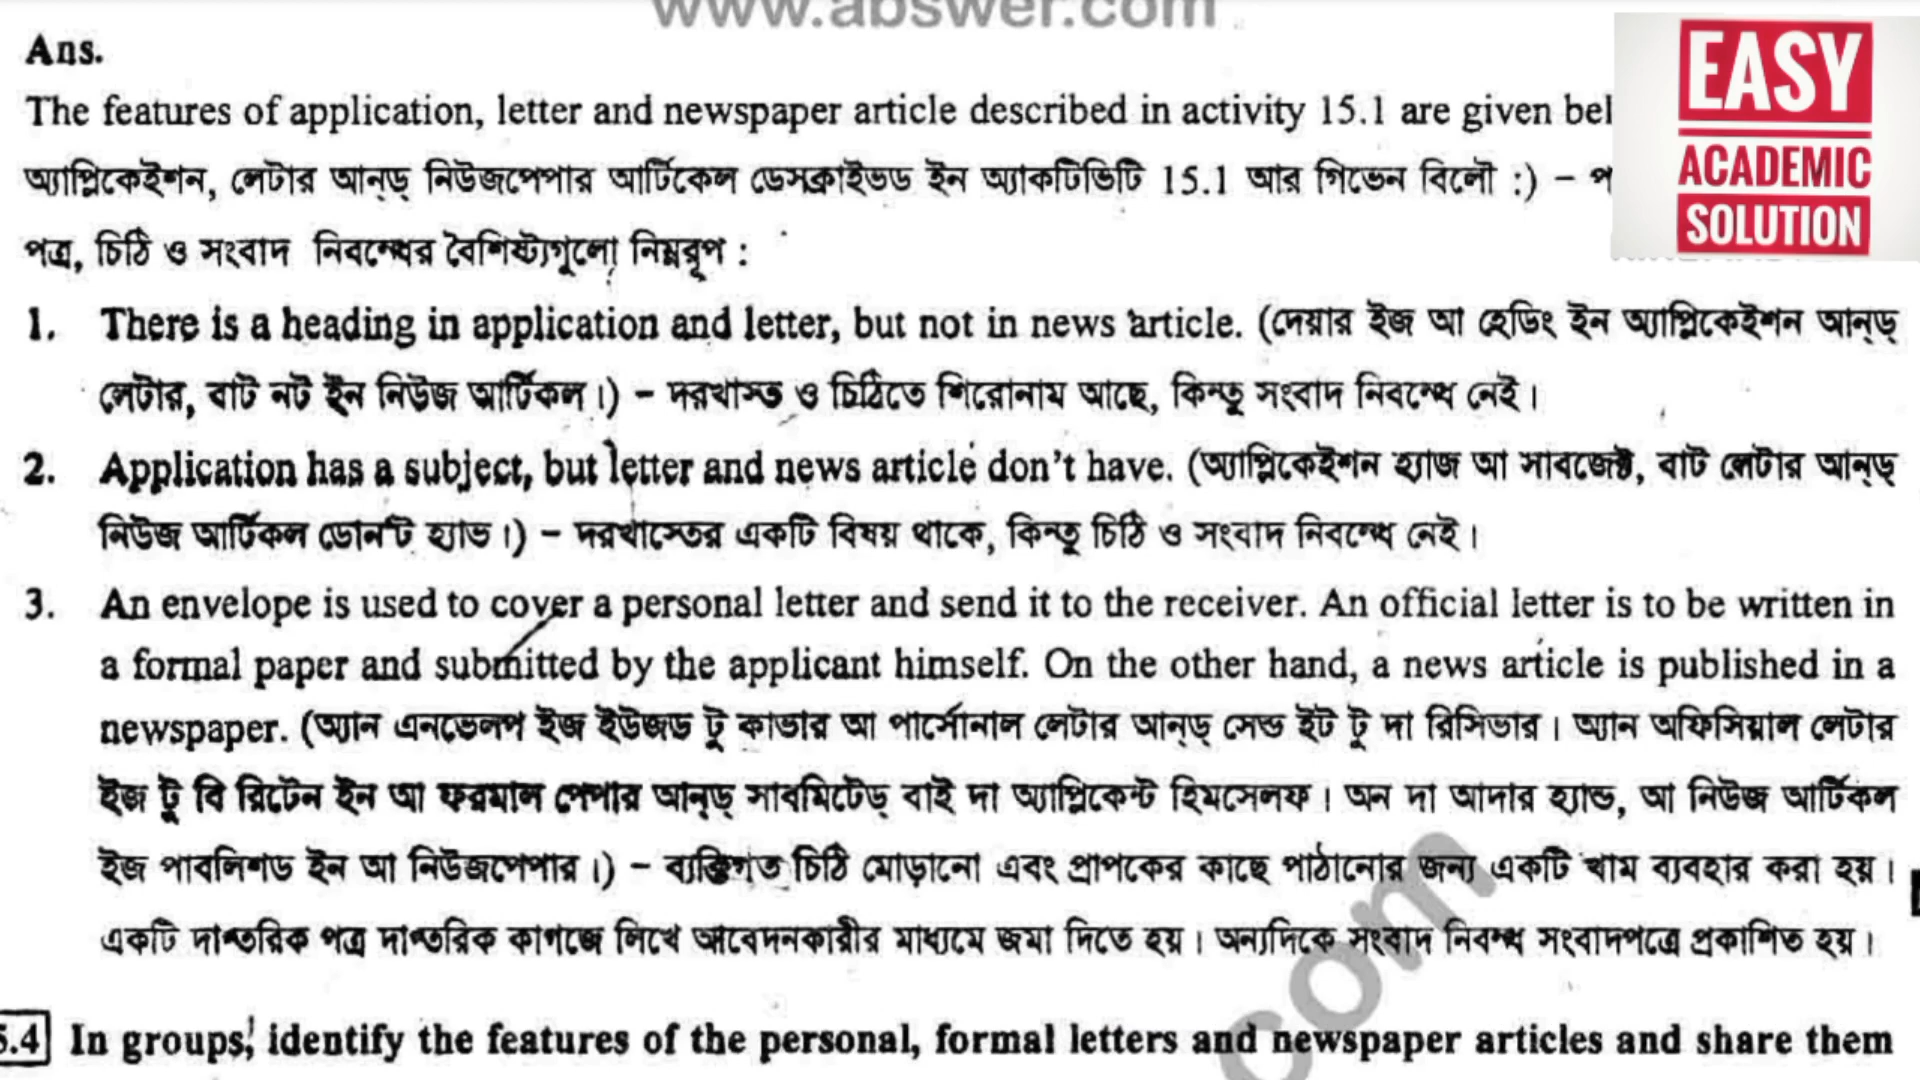 www.abswer.com
EASY
ACADEMIC
SOLUTION
Ans.
The features of application, letter and newspaper article described in activity 15.1 are given bel
অ্যাপ্লিকেইশন, লেটার আন্ড্ নিউজপেপার আর্টিকেল ডেসক্রাইভড ইন অ্যাকটিভিটি 15.1 আর গিভেন বিলৌ :) – প
পত্র, চিঠি ও সংবাদ নিবন্ধের বৈশিষ্ট্যগুলো নিম্নরূপ :
1. There is a heading in application and letter, but not in news article. (দেয়ার ইজ আ হেডিং ইন অ্যাপ্লিকেইশন আন্ড্
লেটার, বাট নট ইন নিউজ আর্টিকল।) – দরখাস্ত ও চিঠিতে শিরোনাম আছে, কিন্তু সংবাদ নিবন্ধে নেই।
2. Application has a subject, but letter and news article don't have. (অ্যাপ্লিকেইশন হ্যাজ আ সাবজেক্ট, বাট লেটার আন্ড্
নিউজ আর্টিকল ডোনট হ্যাভ।) – দরখাস্তের একটি বিষয় থাকে, কিন্তু চিঠি ও সংবাদ নিবন্ধে নেই।
3. An envelope is used to cover a personal letter and send it to the receiver. An official letter is to be written in
a formal paper and submitted by the applicant himself. On the other hand, a news article is published in a
newspaper. (অ্যান এনভেলপ ইজ ইউজড টু কাভার আ পার্সোনাল লেটার আন্ড্ সেন্ড ইট টু দা রিসিভার। অ্যান অফিসিয়াল লেটার
ইজ টু বি রিটেন ইন আ ফরমাল পেপার আন্ড্ সাবমিটেড্ বাই দা অ্যাপ্লিকেন্ট হিমসেলফ। অন দা আদার হ্যান্ড, আ নিউজ আর্টিকল
ইজ পাবলিশড ইন আ নিউজপেপার।) – ব্যক্তিগত চিঠি মোড়ানো এবং প্রাপকের কাছে পাঠানোর জন্য একটি খাম ব্যবহার করা হয়।
একটি দাপ্তরিক পত্র দাপ্তরিক কাগজে লিখে আবেদনকারীর মাধ্যমে জমা দিতে হয়। অন্যদিকে সংবাদ নিবন্ধ সংবাদপত্রে প্রকাশিত হয়।
com
5.4 In groups, identify the features of the personal, formal letters and newspaper articles and share them